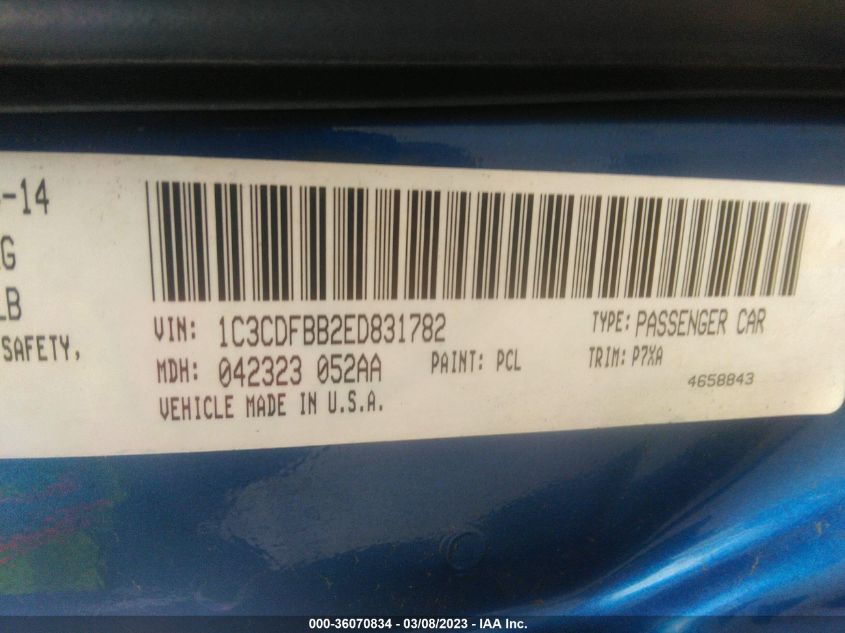 -14
G
LB
SAFETY,
VIN: 1C3CDFBB2ED831782
TYPE: PASSENGER CAR
MDH: 042323 052AA
PAINT: PCL
TRIM: P7XA
VEHICLE MADE IN U.S.A.
4658843
000-36070834 - 03/08/2023 - IAA Inc.